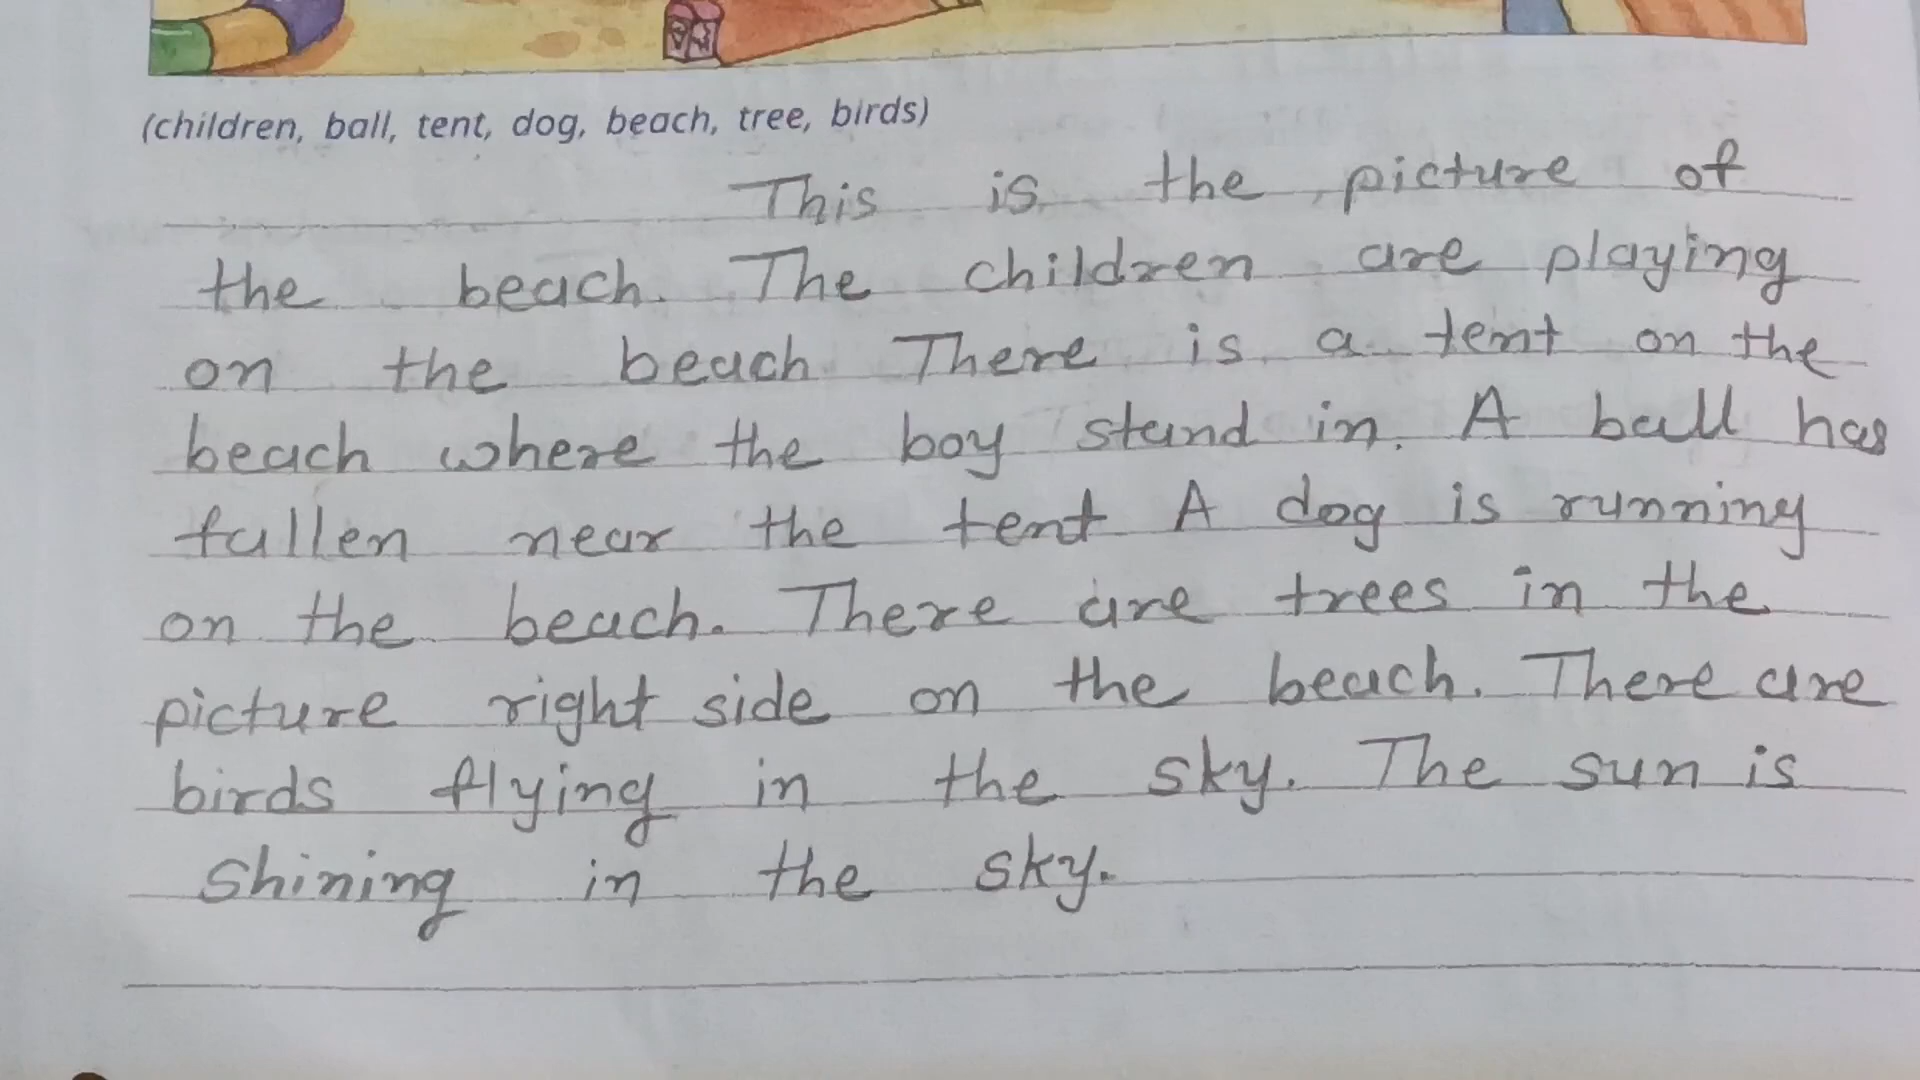 (children, ball, tent, dog, beach, tree, birds)
This is the picture of
the beach. The children are playing
on the beach. There is a tent on the
beach where the boy stand in. A ball has
fallen near the tent A dog is running
on the beach. There are trees in the
picture right side on the beach. There are
birds flying in the sky. The sun is
shining in the sky.